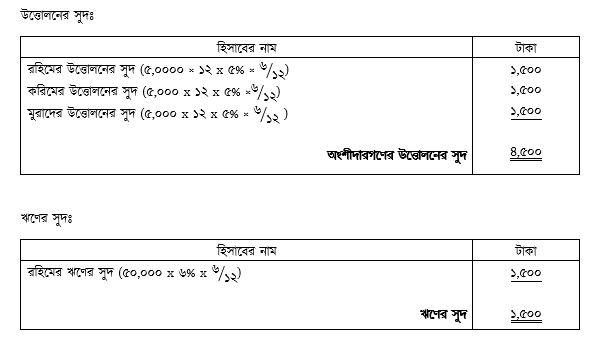 উত্তোলনের সুদঃ
হিসাবের নাম টাকা
রহিমের উত্তোলনের সুদ (৫,০০০০ × ১২ x ৫% × ৬/১২) ১,৫০০
করিমের উত্তোলনের সুদ (৫,০০০ x ১২ x ৫% ×৬/১২) ১,৫০০
মুরাদের উত্তোলনের সুদ (৫,০০০ x ১২ x ৫% × ৬/১২ ) ১,৫০০
অংশীদারগণের উত্তোলনের সুদ ৪,৫০০
ঋণের সুদঃ
হিসাবের নাম টাকা
রহিমের ঋণের সুদ (৫০,০০০ x ৬% x ৬/১২) ১,৫০০
ঋণের সুদ ১,৫০০